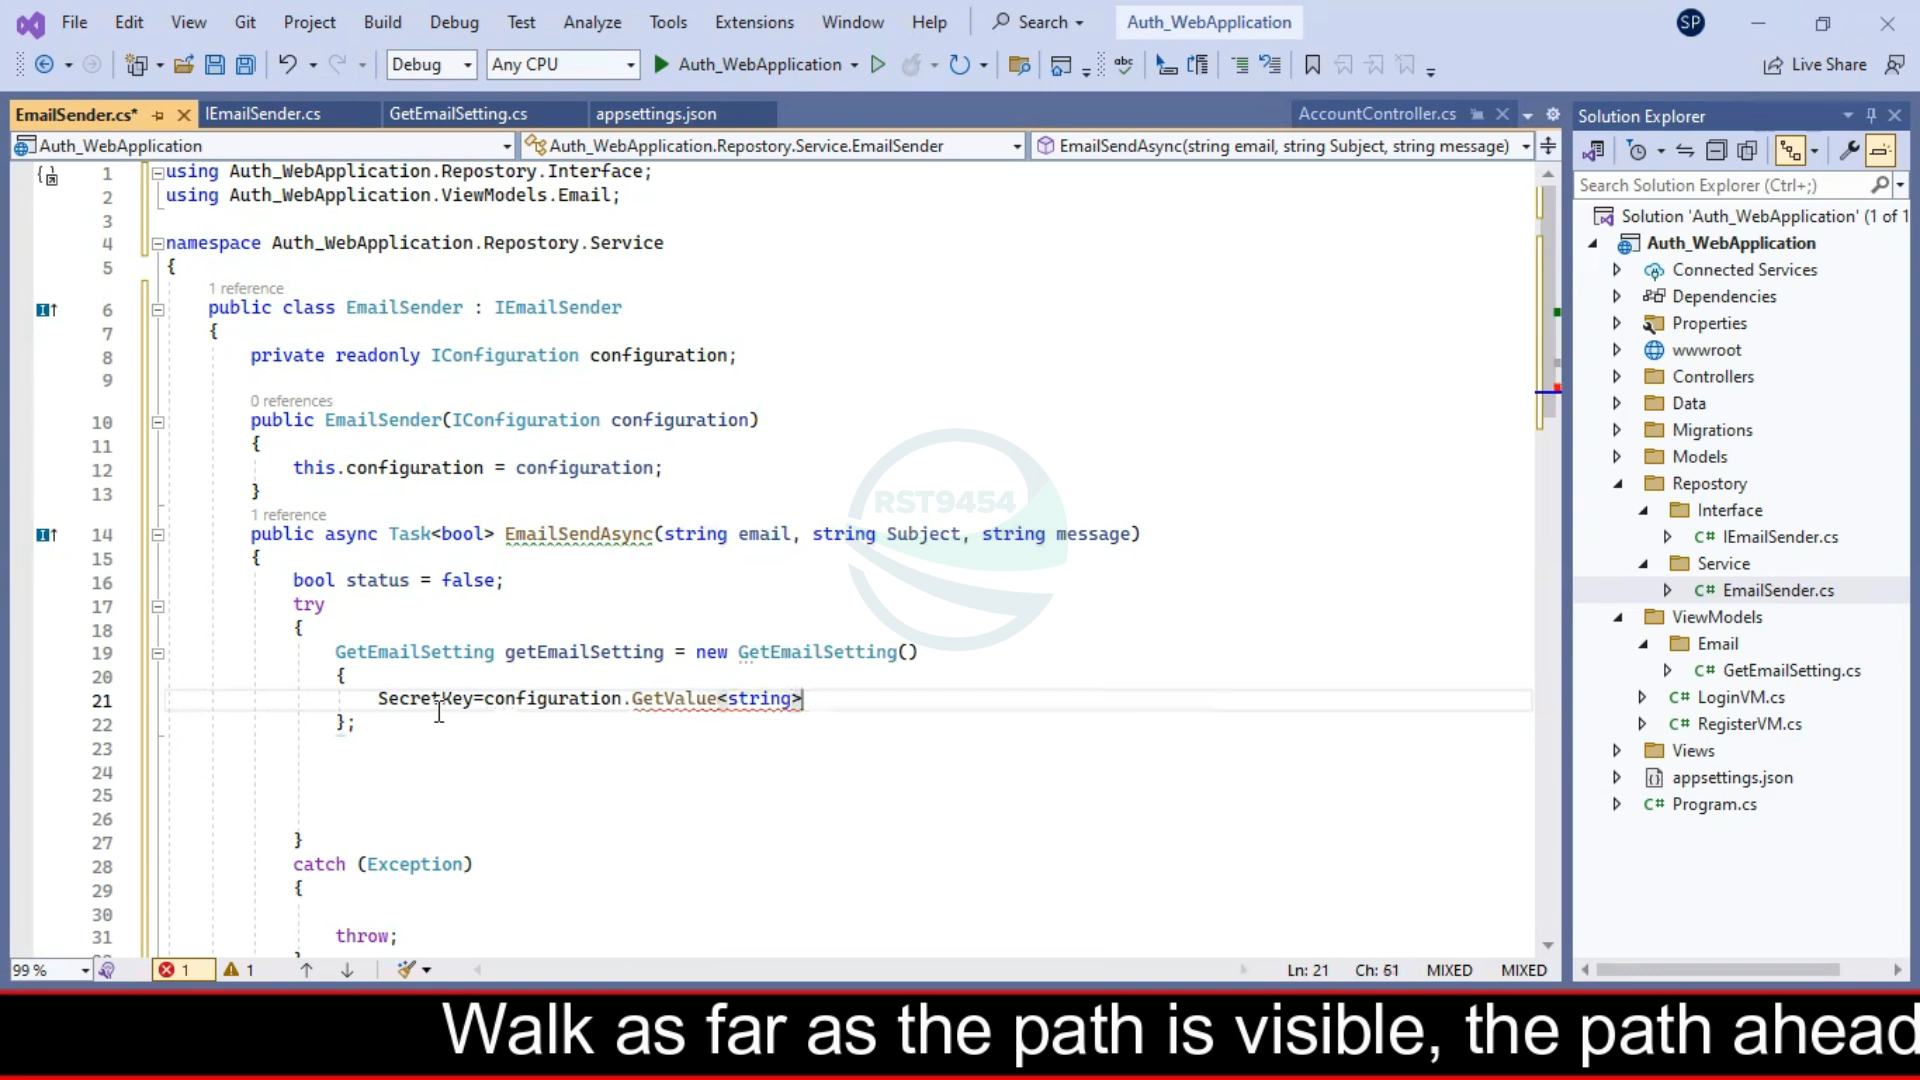 File Edit View Git Project Build Debug Test Analyze Tools Extensions Window Help Search Auth_WebApplication SP
Debug Any CPU Auth_WebApplication Live Share
EmailSender.cs* IEmailSender.cs GetEmailSetting.cs appsettings.json AccountController.cs
Auth_WebApplication Auth_WebApplication.Repostory.Service.EmailSender EmailSendAsync(string email, string Subject, string message)
1 using Auth_WebApplication.Repostory.Interface;
2 using Auth_WebApplication.ViewModels.Email;
3
4 namespace Auth_WebApplication.Repostory.Service
5 {
1 reference
6 public class EmailSender : IEmailSender
7 {
8 private readonly IConfiguration configuration;
9
0 references
10 public EmailSender(IConfiguration configuration)
11 {
12 this.configuration = configuration;
13 }
1 reference
14 public async Task<bool> EmailSendAsync(string email, string Subject, string message)
15 {
16 bool status = false;
17 try
18 {
19 GetEmailSetting getEmailSetting = new GetEmailSetting()
20 {
21 SecretKey=configuration.GetValue<string>
22 };
23
24
25
26
27 }
28 catch (Exception)
29 {
30
31 throw;
RST9454
99 % 1 1 Ln: 21 Ch: 61 MIXED MIXED
Solution Explorer
Search Solution Explorer (Ctrl+;)
Solution 'Auth_WebApplication' (1 of 1
Auth_WebApplication
Connected Services
Dependencies
Properties
wwwroot
Controllers
Data
Migrations
Models
Repostory
Interface
C# IEmailSender.cs
Service
C# EmailSender.cs
ViewModels
Email
C# GetEmailSetting.cs
C# LoginVM.cs
C# RegisterVM.cs
Views
appsettings.json
C# Program.cs
Walk as far as the path is visible, the path ahead